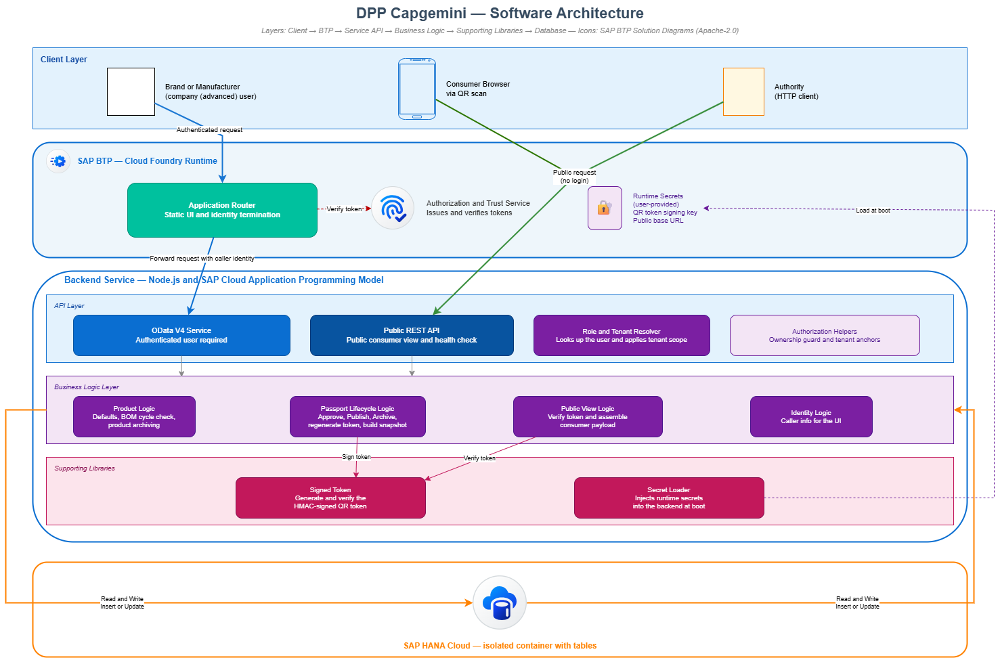 DPP Capgemini — Software Architecture
Layers: Client → BTP → Service API → Business Logic → Supporting Libraries → Database — Icons: SAP BTP Solution Diagrams (Apache-2.0)
Client Layer
Brand or Manufacturer
(company (advanced) user)
Consumer Browser
via QR scan
Authority
(HTTP client)
Authenticated request
SAP BTP — Cloud Foundry Runtime
Public request
(no login)
Application Router
Static UI and identity termination
Verify token
Authorization and Trust Service
Issues and verifies tokens
Runtime Secrets
(user-provided)
QR token signing key
Public base URL
Load at boot
Forward request with caller identity
Backend Service — Node.js and SAP Cloud Application Programming Model
API Layer
OData V4 Service
Authenticated user required
Public REST API
Public consumer view and health check
Role and Tenant Resolver
Looks up the user and applies tenant scope
Authorization Helpers
Ownership guard and tenant anchors
Business Logic Layer
Product Logic
Defaults, BOM cycle check,
product archiving
Passport Lifecycle Logic
Approve, Publish, Archive,
regenerate token, build snapshot
Public View Logic
Verify token and assemble
consumer payload
Identity Logic
Caller info for the UI
Sign token
Verify token
Supporting Libraries
Signed Token
Generate and verify the
HMAC-signed QR token
Secret Loader
Injects runtime secrets
into the backend at boot
Read and Write
Insert or Update
Read and Write
Insert or Update
SAP HANA Cloud — isolated container with tables